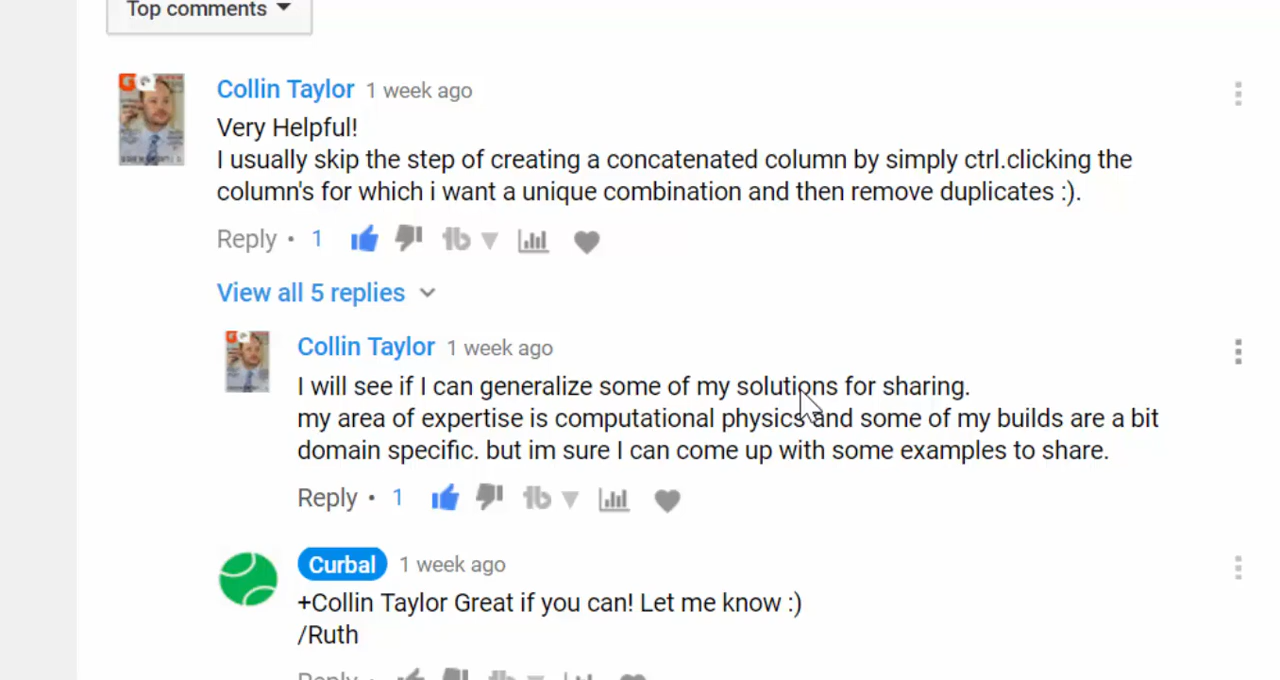 Top comments
Collin Taylor 1 week ago
Very Helpful!
I usually skip the step of creating a concatenated column by simply ctrl.clicking the
column's for which i want a unique combination and then remove duplicates :).
Reply • 1
View all 5 replies
Collin Taylor 1 week ago
I will see if I can generalize some of my solutions for sharing.
my area of expertise is computational physics and some of my builds are a bit
domain specific. but im sure I can come up with some examples to share.
Reply • 1
Curbal 1 week ago
+Collin Taylor Great if you can! Let me know :)
/Ruth
Reply •